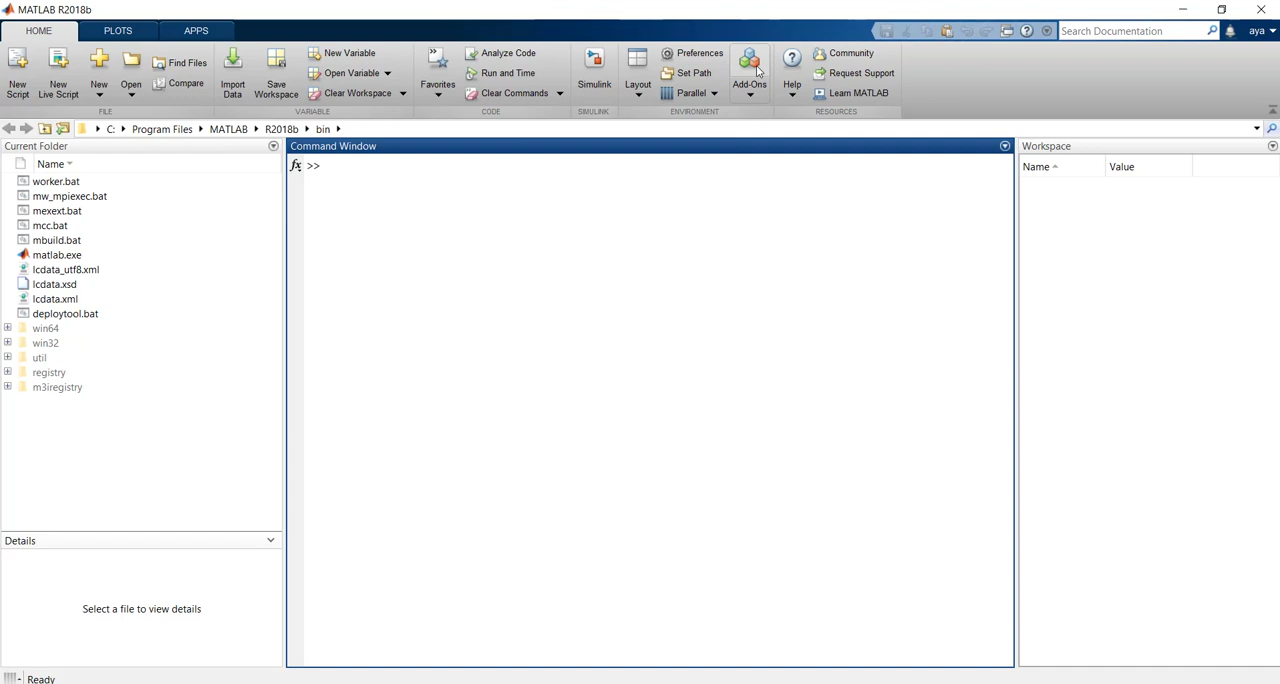 MATLAB R2018b
HOME PLOTS APPS Search Documentation aya
New Script New Live Script New Open Find Files Compare
FILE
Import Data Save Workspace New Variable Open Variable Clear Workspace
VARIABLE
Favorites Analyze Code Run and Time Clear Commands
CODE
Simulink
SIMULINK
Layout Preferences Set Path Parallel Add-Ons
ENVIRONMENT
Help Community Request Support Learn MATLAB
RESOURCES
C: Program Files MATLAB R2018b bin
Current Folder
Name
worker.bat
mw_mpiexec.bat
mexext.bat
mcc.bat
mbuild.bat
matlab.exe
lcdata_utf8.xml
lcdata.xsd
lcdata.xml
deploytool.bat
win64
win32
util
registry
m3iregistry
Details
Select a file to view details
Command Window
fx >>
Workspace
Name Value
Ready